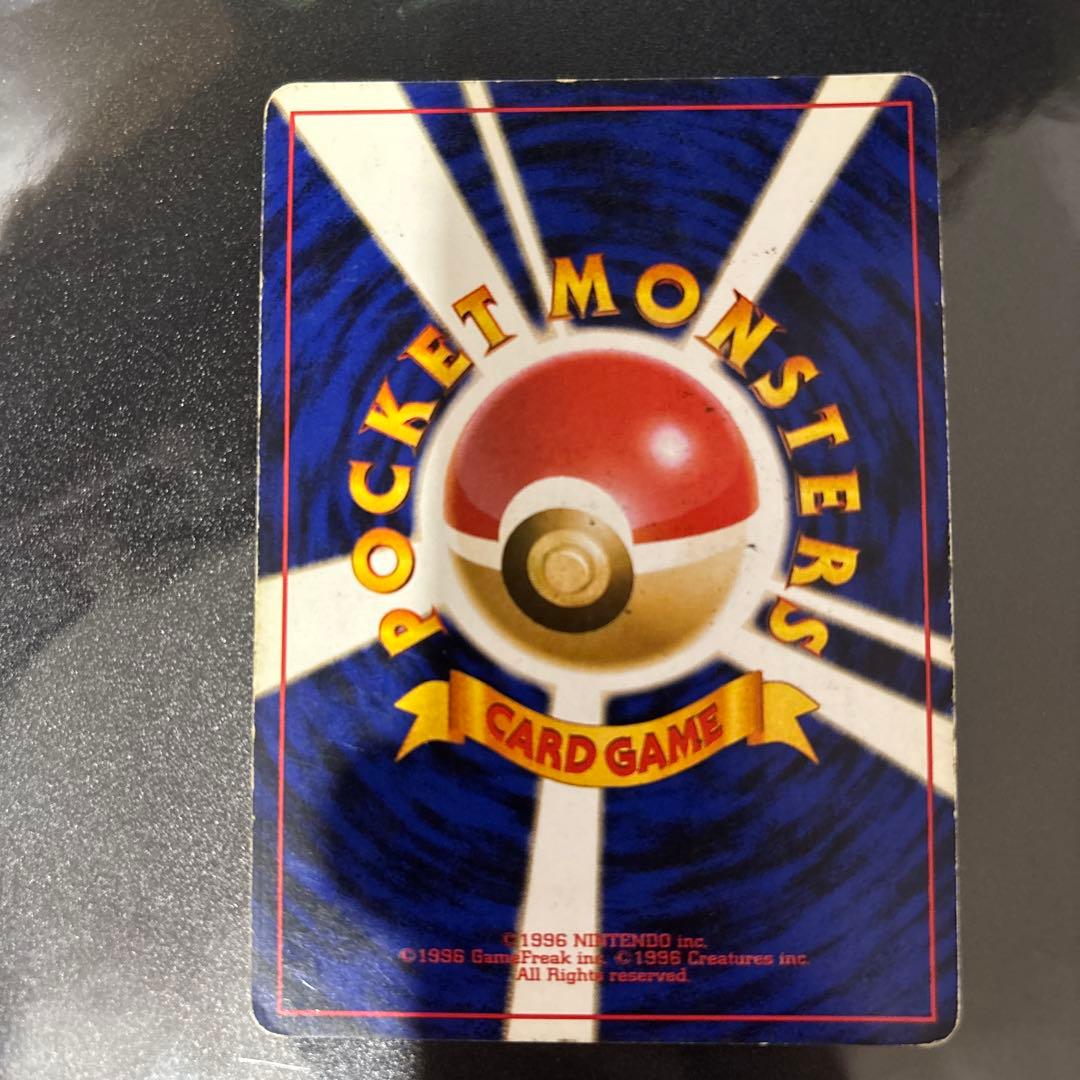 POCKET MONSTERS
CARD GAME
©1996 NINTENDO inc.
©1996 GameFreak inc. ©1996 Creatures inc.
All Rights reserved.